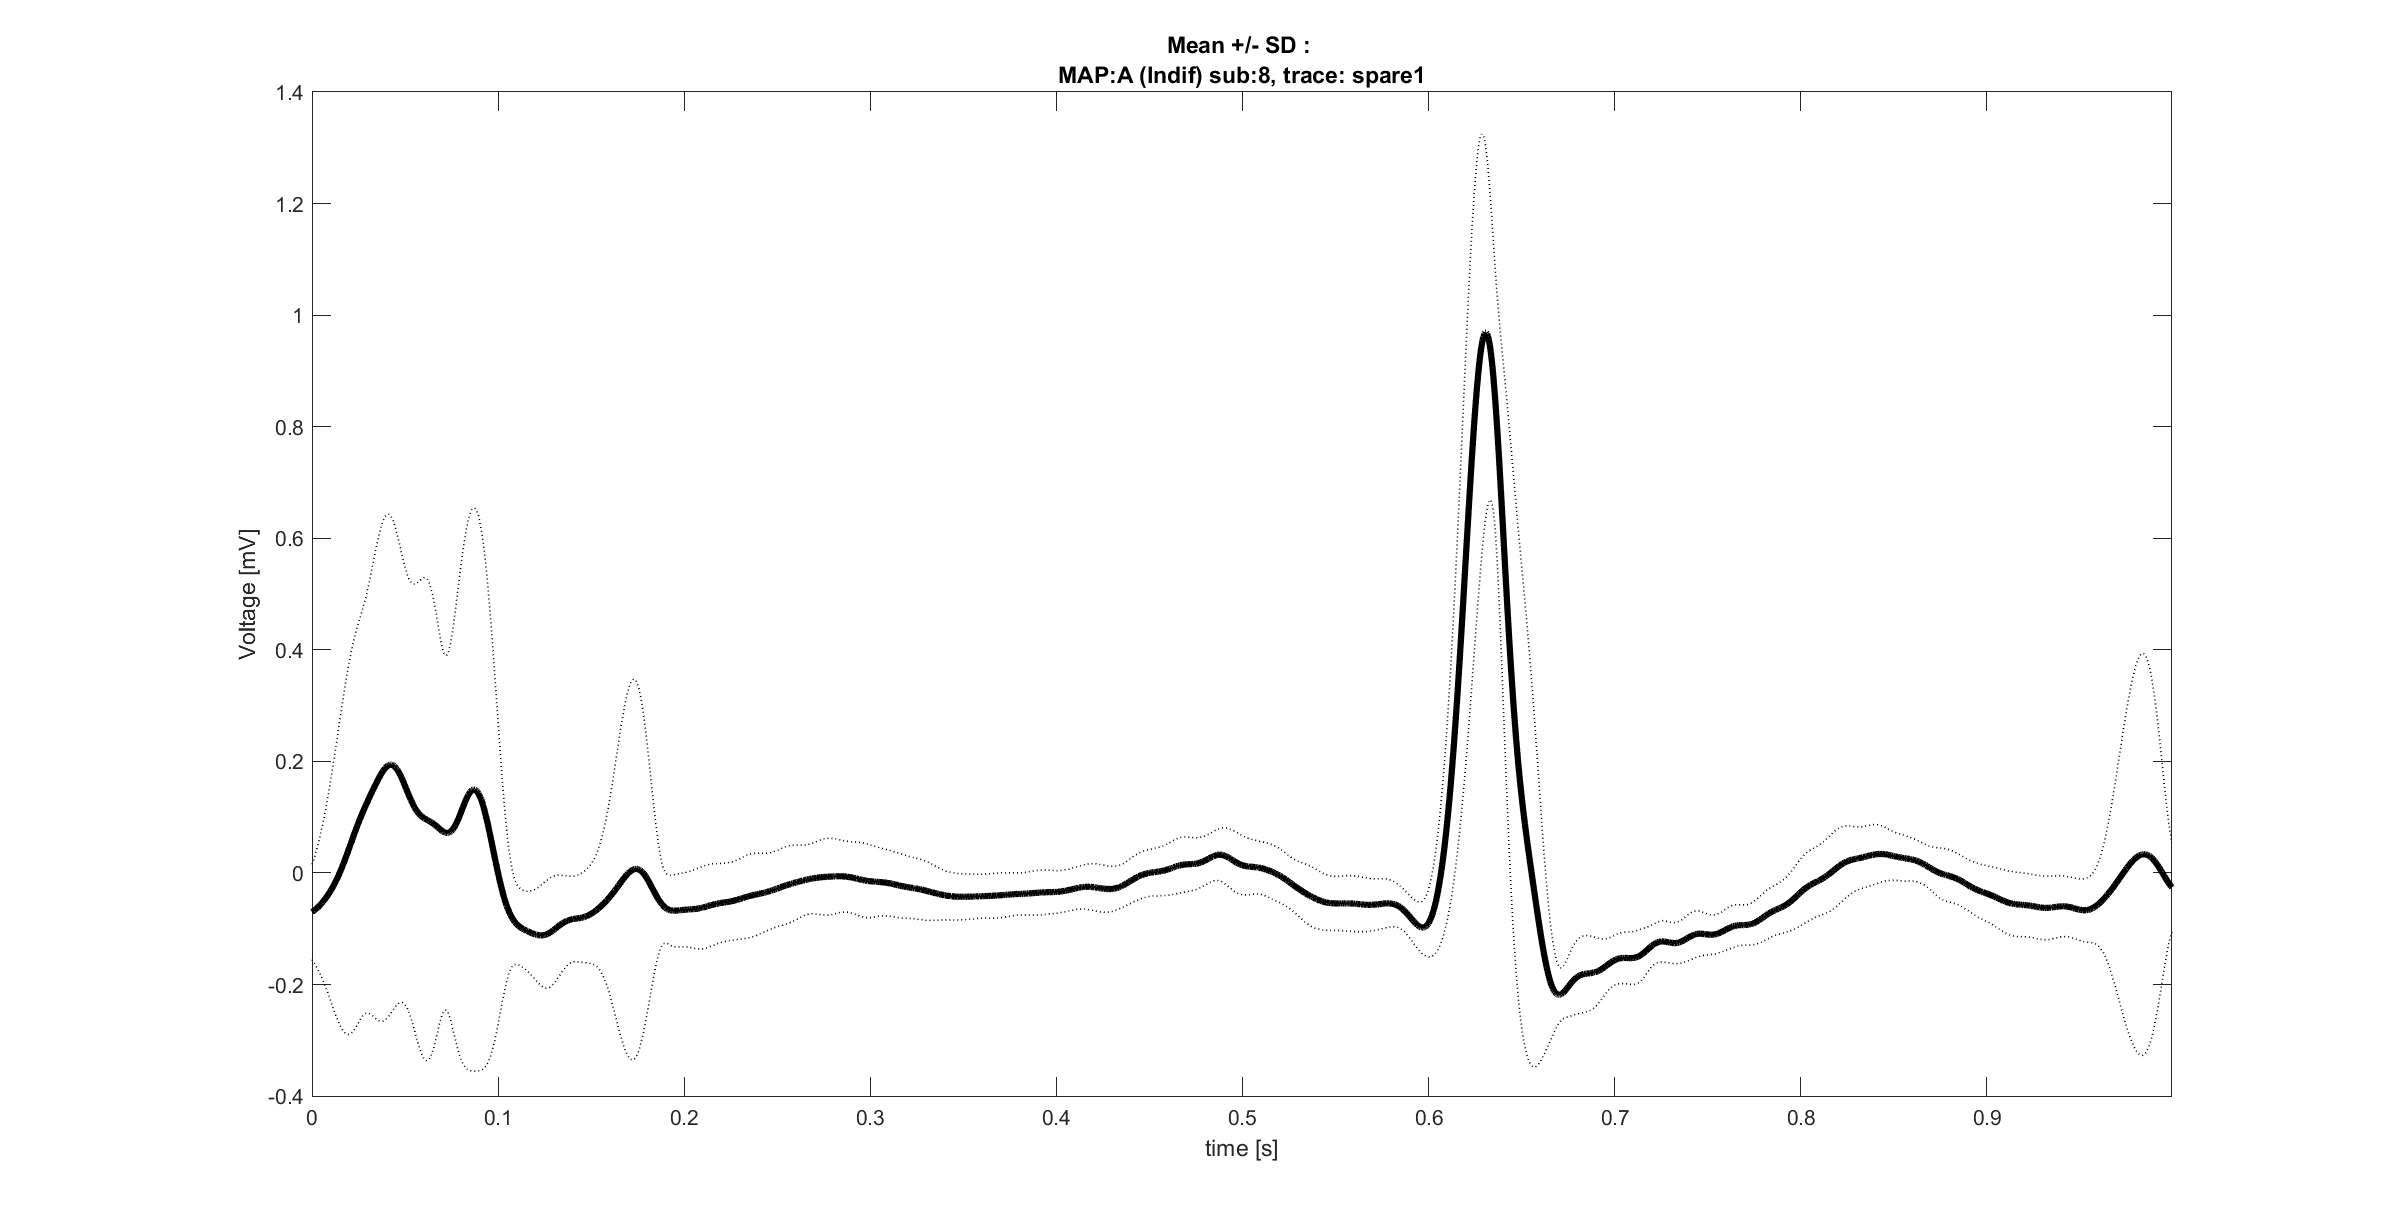 Mean +/- SD :
MAP:A (Indif) sub:8, trace: spare1
1.4
1.2
1
0.8
0.6
0.4
0.2
0
-0.2
-0.4
Voltage [mV]
0 0.1 0.2 0.3 0.4 0.5 0.6 0.7 0.8 0.9
time [s]